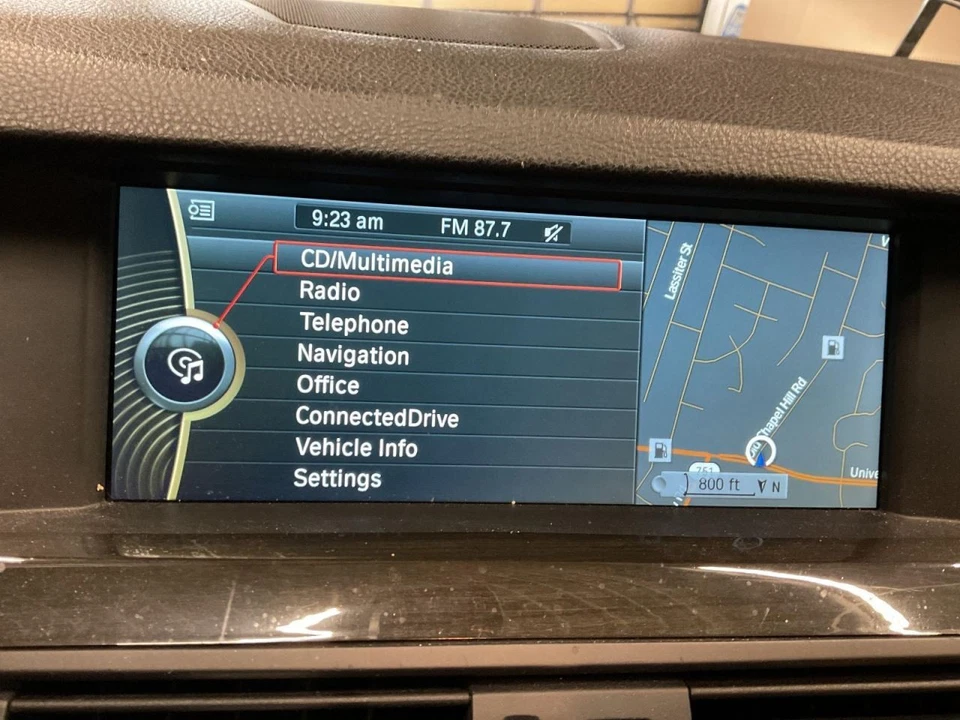 9:23 am FM 87.7
CD/Multimedia
Radio
Telephone
Navigation
Office
ConnectedDrive
Vehicle Info
Settings
Lassiter St
Chapel Hill Rd
751
Unive
800 ft
N